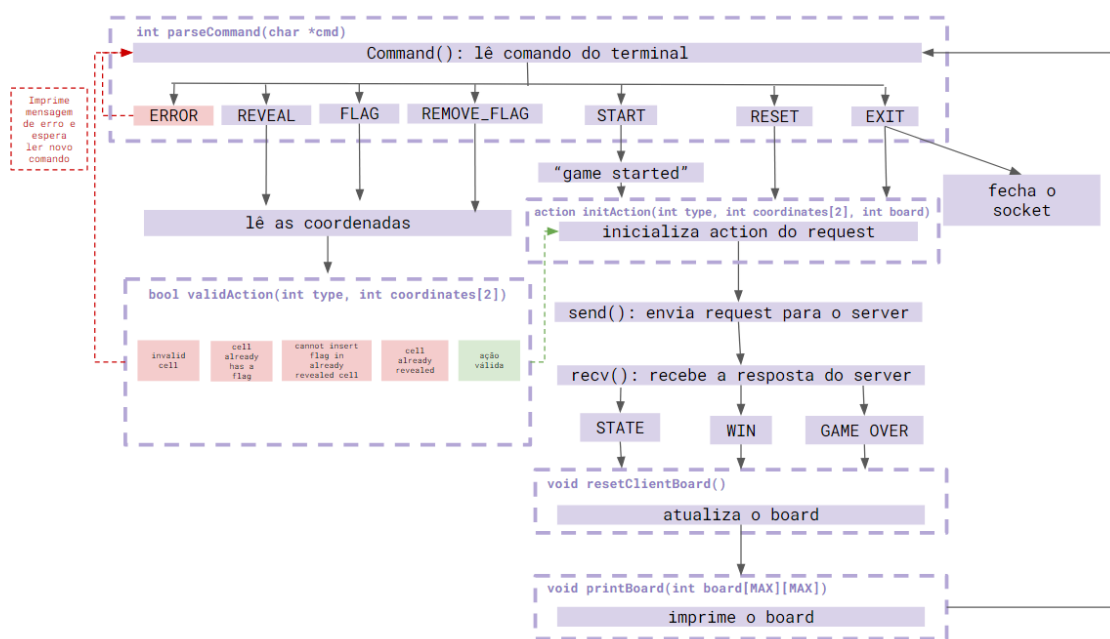 int parseCommand(char *cmd)
Command(): lê comando do terminal
Imprime
mensagem
de erro e
espera
ler novo
comando
ERROR
REVEAL
FLAG
REMOVE_FLAG
START
RESET
EXIT
“game started”
fecha o
socket
lê as coordenadas
action initAction(int type, int coordinates[2], int board)
inicializa action do request
bool validAction(int type, int coordinates[2])
invalid
cell
cell
already
has a
flag
cannot insert
flag in
already
revealed cell
cell
already
revealed
ação
válida
send(): envia request para o server
recv(): recebe a resposta do server
STATE
WIN
GAME OVER
void resetClientBoard()
atualiza o board
void printBoard(int board[MAX][MAX])
imprime o board